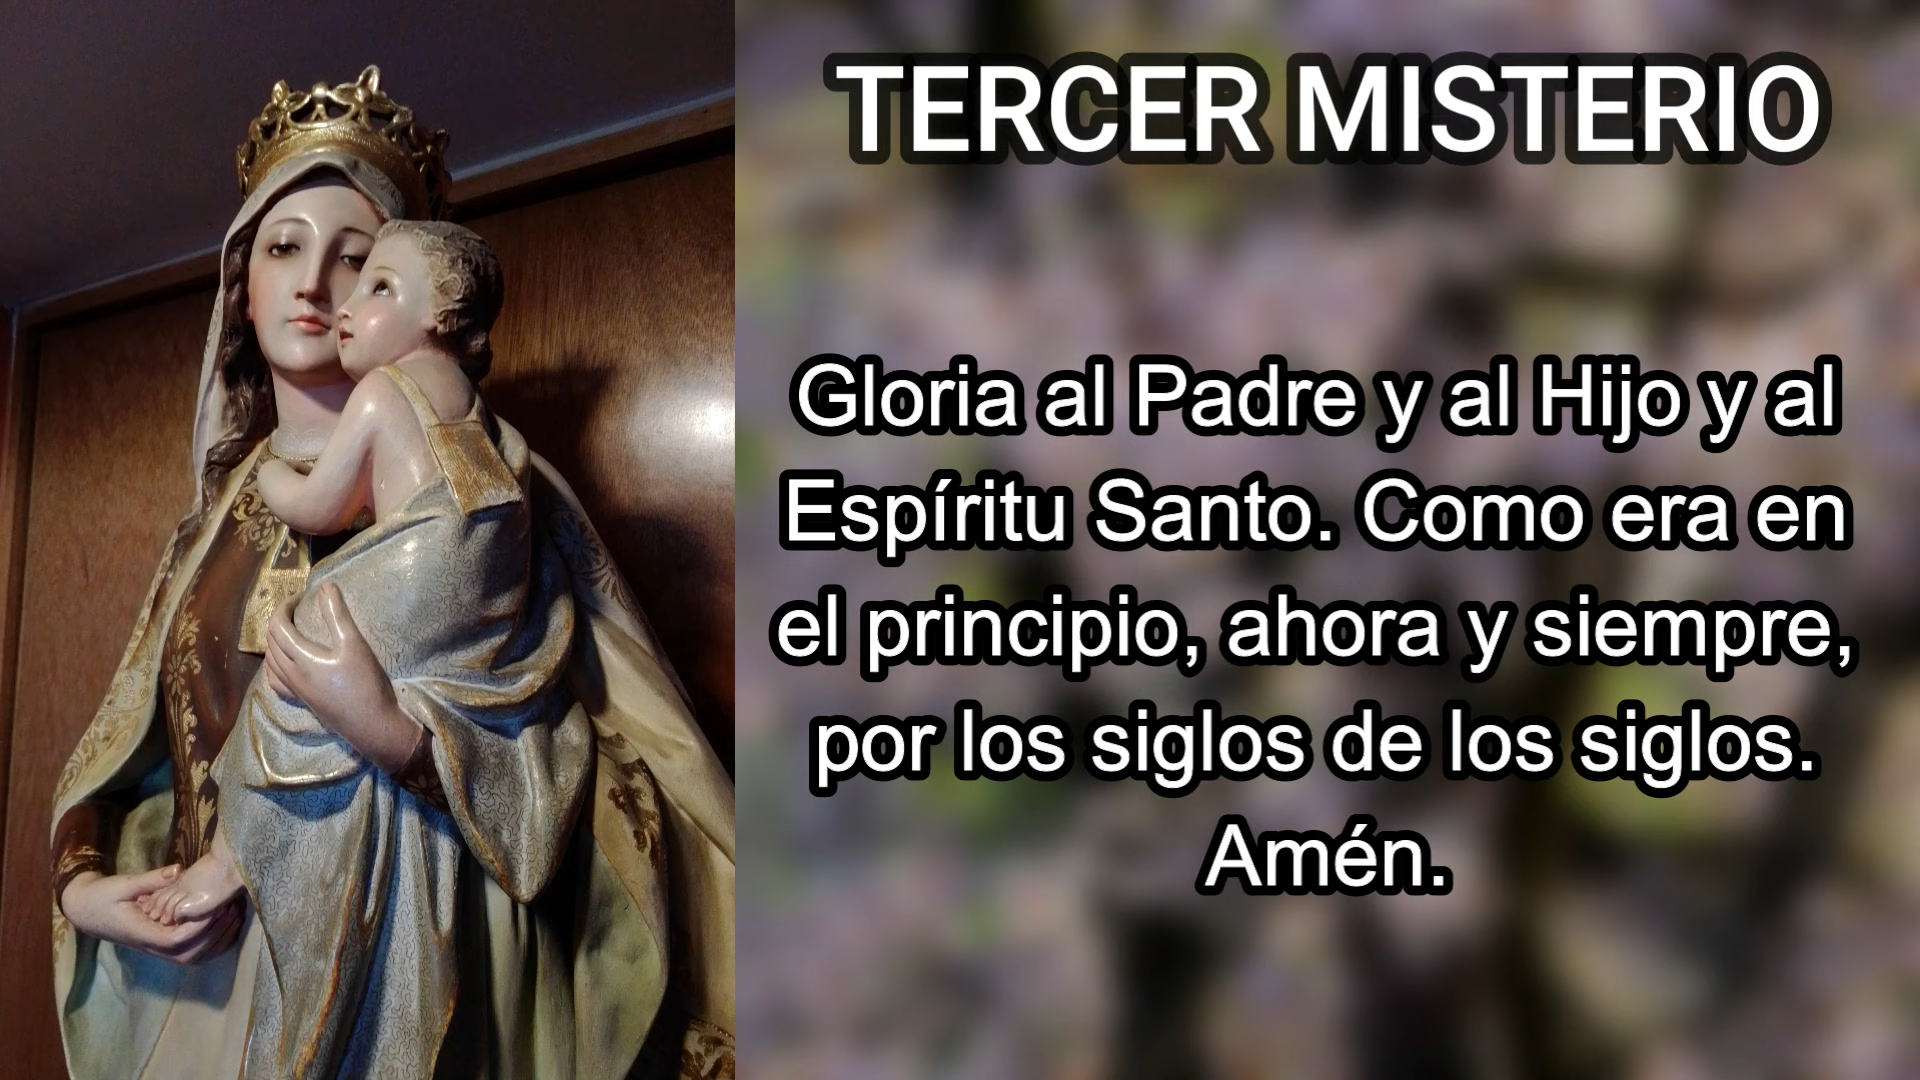 TERCER MISTERIO
Gloria al Padre y al Hijo y al
Espíritu Santo. Como era en
el principio, ahora y siempre,
por los siglos de los siglos.
Amén.